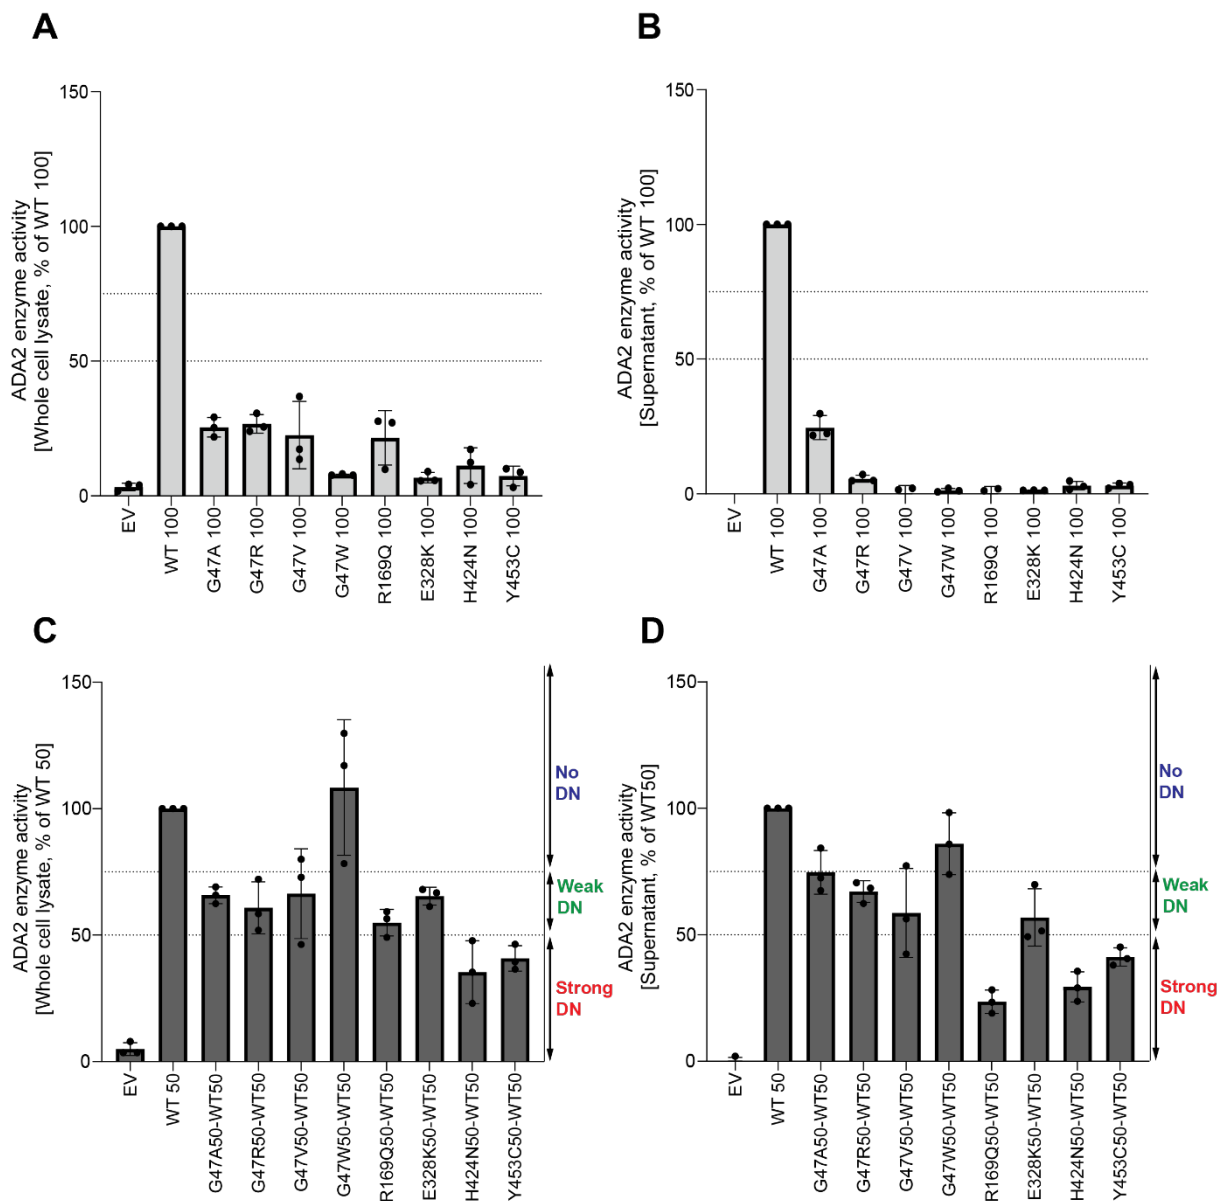 A
ADA2 enzyme activity
[Whole cell lysate, % of WT 100]
150
100
50
0
EV
WT 100
G47A 100
G47R 100
G47V 100
G47W 100
R169Q 100
E328K 100
H424N 100
Y453C 100
B
ADA2 enzyme activity
[Supernatant, % of WT 100]
150
100
50
0
EV
WT 100
G47A 100
G47R 100
G47V 100
G47W 100
R169Q 100
E328K 100
H424N 100
Y453C 100
C
ADA2 enzyme activity
[Whole cell lysate, % of WT 50]
150
100
50
0
No
DN
Weak
DN
Strong
DN
EV
WT 50
G47A50-WT50
G47R50-WT50
G47V50-WT50
G47W50-WT50
R169Q50-WT50
E328K50-WT50
H424N50-WT50
Y453C50-WT50
D
ADA2 enzyme activity
[Supernatant, % of WT50]
150
100
50
0
No
DN
Weak
DN
Strong
DN
EV
WT 50
G47A50-WT50
G47R50-WT50
G47V50-WT50
G47W50-WT50
R169Q50-WT50
E328K50-WT50
H424N50-WT50
Y453C50-WT50